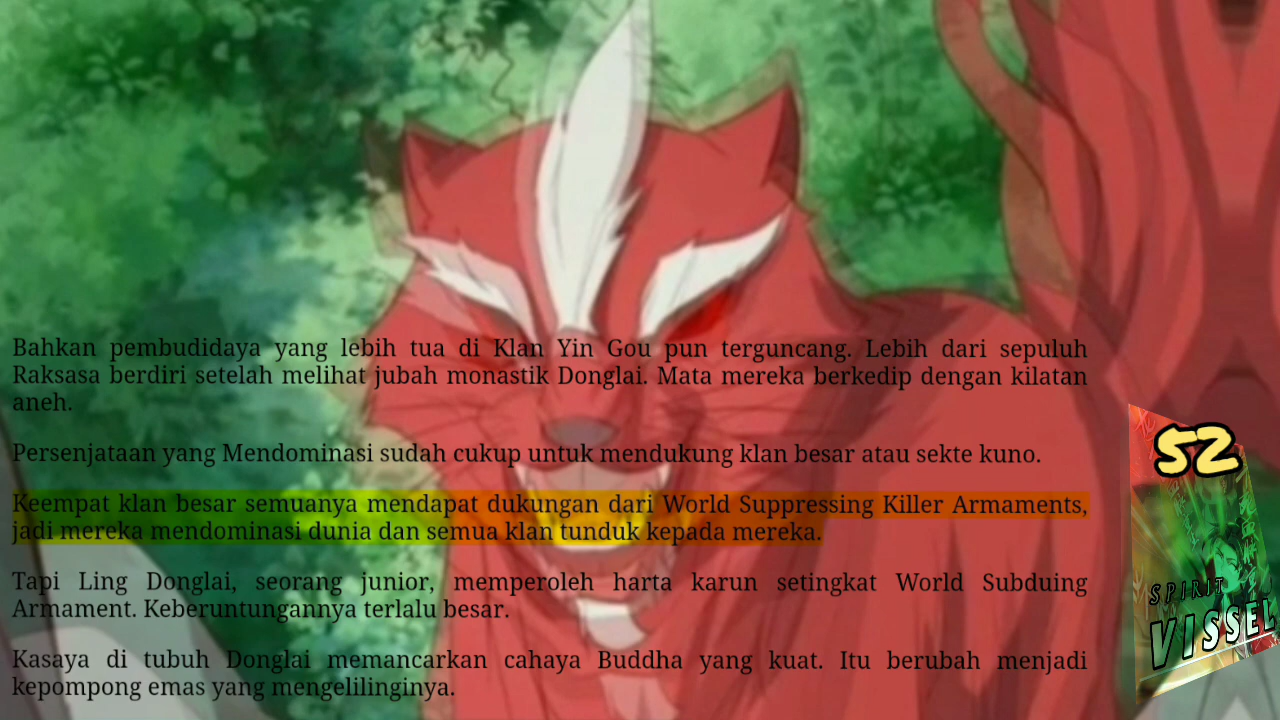 Bahkan pembudidaya yang lebih tua di Klan Yin Gou pun terguncang. Lebih dari sepuluh
Raksasa berdiri setelah melihat jubah monastik Donglai. Mata mereka berkedip dengan kilatan
aneh.
Persenjataan yang Mendominasi sudah cukup untuk mendukung klan besar atau sekte kuno.
Keempat klan besar semuanya mendapat dukungan dari World Suppressing Killer Armaments,
jadi mereka mendominasi dunia dan semua klan tunduk kepada mereka.
Tapi Ling Donglai, seorang junior, memperoleh harta karun setingkat World Subduing
Armament. Keberuntungannya terlalu besar.
Kasaya di tubuh Donglai memancarkan cahaya Buddha yang kuat. Itu berubah menjadi
kepompong emas yang mengelilinginya.
52
SPIRIT
VISSEL